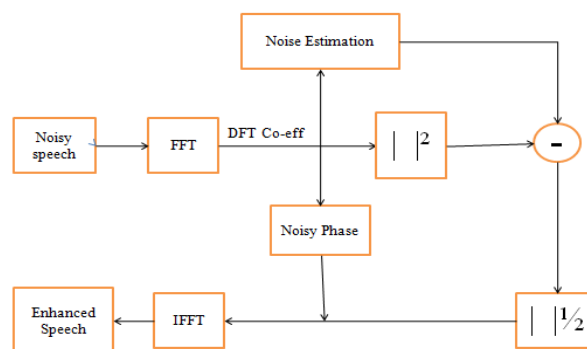 Noise Estimation
Noisy
speech
FFT
DFT Co-eff
| |²
-
Noisy Phase
Enhanced
Speech
IFFT
| |½